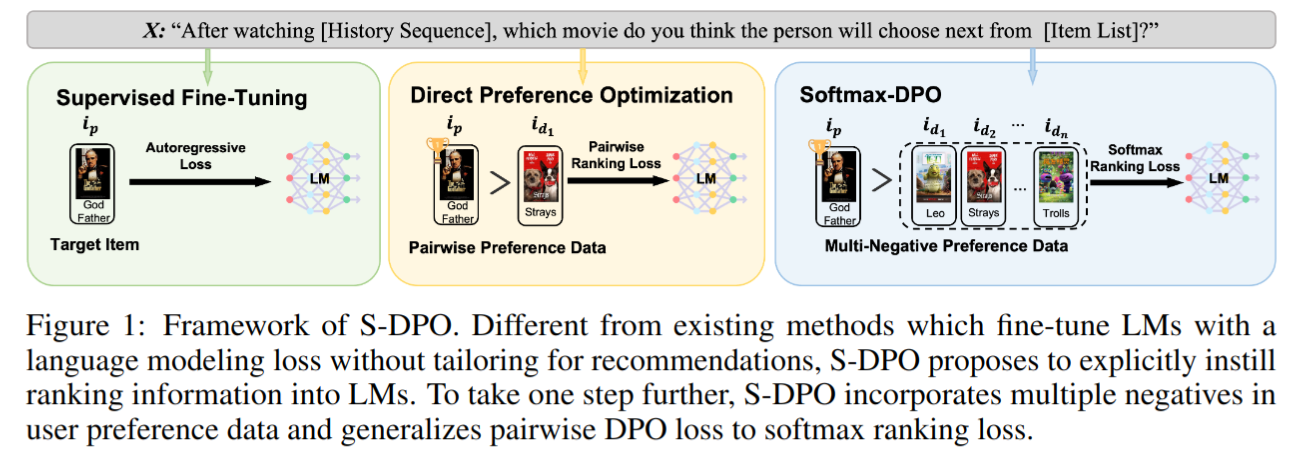 X: “After watching [History Sequence], which movie do you think the person will choose next from [Item List]?”
Supervised Fine-Tuning
i_p
God
Father
Autoregressive
Loss
LM
Target Item
Direct Preference Optimization
i_p
i_{d_1}
God
Father
>
Strays
Pairwise
Ranking Loss
LM
Pairwise Preference Data
Softmax-DPO
i_p
i_{d_1} i_{d_2} ... i_{d_n}
God
Father
>
Leo
Strays
...
Trolls
Softmax
Ranking Loss
LM
Multi-Negative Preference Data
Figure 1: Framework of S-DPO. Different from existing methods which fine-tune LMs with a
language modeling loss without tailoring for recommendations, S-DPO proposes to explicitly instill
ranking information into LMs. To take one step further, S-DPO incorporates multiple negatives in
user preference data and generalizes pairwise DPO loss to softmax ranking loss.